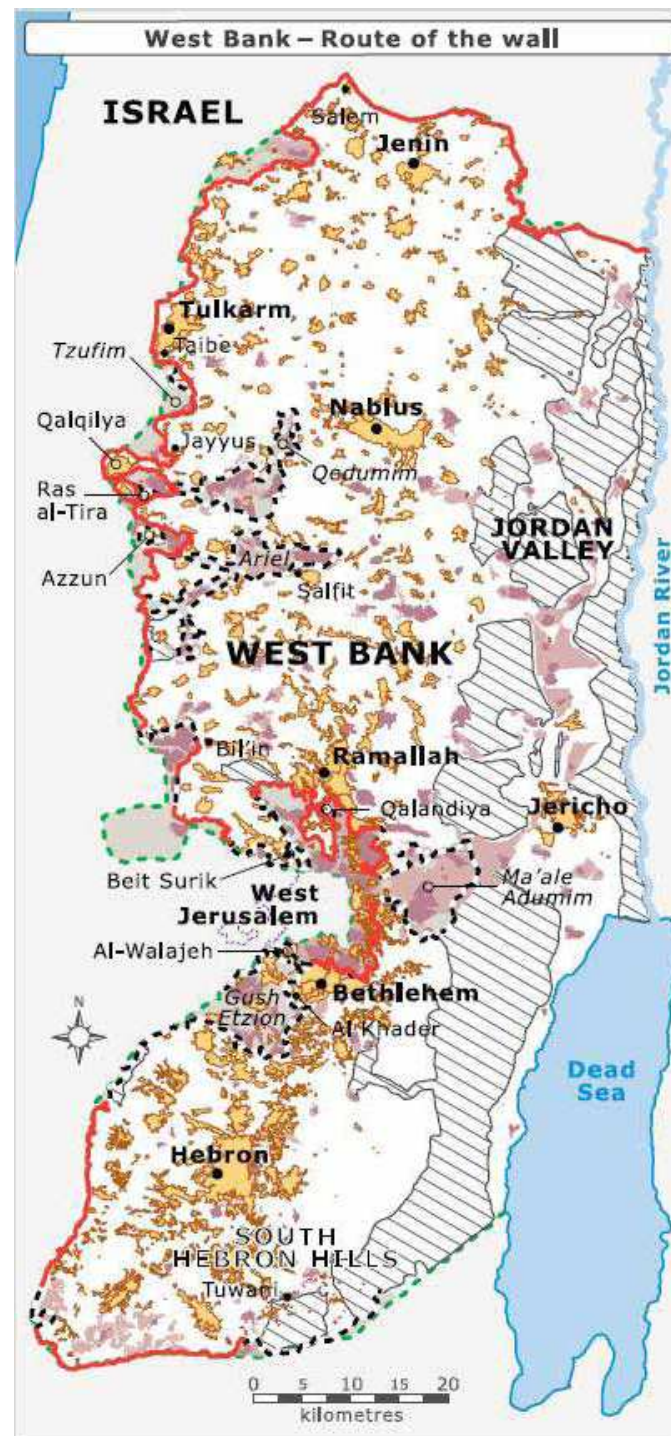 West Bank – Route of the wall
ISRAEL
Salem
Jenin
Tulkarm
Taibe
Tzufim
Nablus
Qalqilya
Jayyus
Qedumim
Ras
al-Tira
JORDAN
VALLEY
Azzun
Ariel
Salfit
WEST BANK
Jordan River
Bil'in
Ramallah
Qalandiya
Jericho
Beit Surik
Ma'ale
Adumim
West
Jerusalem
Al-Walajeh
Bethlehem
Gush
Etzion
Al Khader
N
Dead
Sea
Hebron
SOUTH
HEBRON HILLS
Tuwani
0 5 10 15 20
kilometres